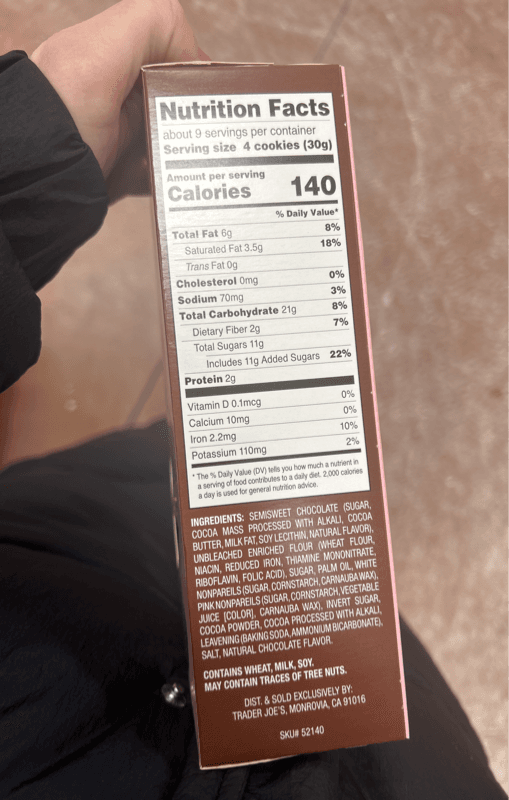 Nutrition Facts
about 9 servings per container
Serving size 4 cookies (30g)
Amount per serving
Calories 140
% Daily Value*
Total Fat 6g 8%
Saturated Fat 3.5g 18%
Trans Fat 0g
Cholesterol 0mg 0%
Sodium 70mg 3%
Total Carbohydrate 21g 8%
Dietary Fiber 2g 7%
Total Sugars 11g
Includes 11g Added Sugars 22%
Protein 2g
Vitamin D 0.1mcg 0%
Calcium 10mg 0%
Iron 2.2mg 10%
Potassium 110mg 2%
* The % Daily Value (DV) tells you how much a nutrient in
a serving of food contributes to a daily diet. 2,000 calories
a day is used for general nutrition advice.
INGREDIENTS: SEMISWEET CHOCOLATE (SUGAR,
COCOA MASS PROCESSED WITH ALKALI, COCOA
BUTTER, MILK FAT, SOY LECITHIN, NATURAL FLAVOR),
UNBLEACHED ENRICHED FLOUR (WHEAT FLOUR,
NIACIN, REDUCED IRON, THIAMINE MONONITRATE,
RIBOFLAVIN, FOLIC ACID), SUGAR, PALM OIL, WHITE
NONPAREILS (SUGAR, CORNSTARCH, CARNAUBA WAX),
PINK NONPAREILS (SUGAR, CORNSTARCH, VEGETABLE
JUICE [COLOR], CARNAUBA WAX), INVERT SUGAR,
COCOA POWDER, COCOA PROCESSED WITH ALKALI,
LEAVENING (BAKING SODA, AMMONIUM BICARBONATE),
SALT, NATURAL CHOCOLATE FLAVOR.
CONTAINS WHEAT, MILK, SOY.
MAY CONTAIN TRACES OF TREE NUTS.
DIST. & SOLD EXCLUSIVELY BY:
TRADER JOE'S, MONROVIA, CA 91016
SKU# 52140